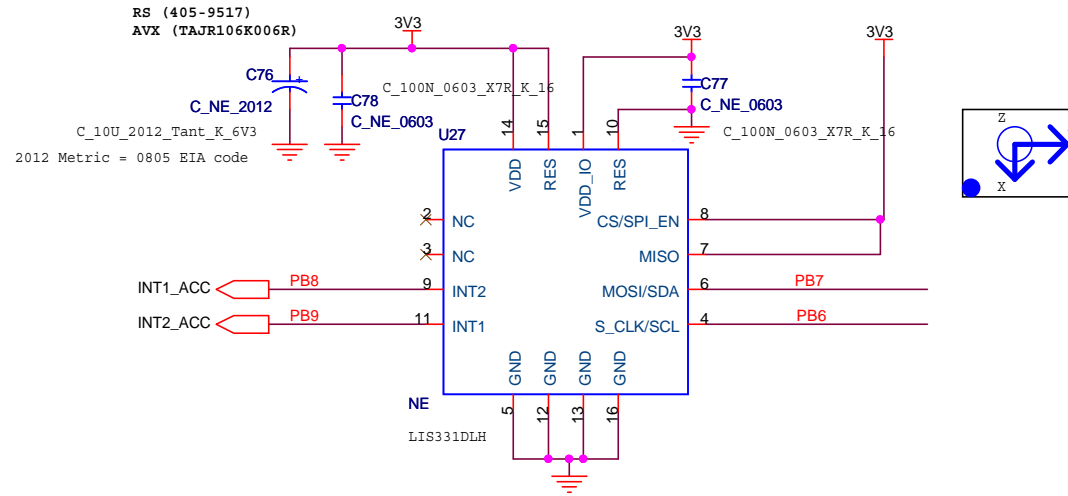 RS (405-9517)
AVX (TAJR106K006R)
3V3
3V3
3V3
C76
+
C_NE_2012
C_10U_2012_Tant_K_6V3
2012 Metric = 0805 EIA code
C_100N_0603_X7R_K_16
C78
C_NE_0603
C77
C_NE_0603
C_100N_0603_X7R_K_16
U27
14
15
1
10
VDD
RES
VDD_IO
RES
Z
X
2
NC
CS/SPI_EN
8
3
NC
MISO
7
INT1_ACC
PB8
9
INT2
MOSI/SDA
6
PB7
INT2_ACC
PB9
11
INT1
S_CLK/SCL
4
PB6
GND
GND
GND
GND
5
12
13
16
NE
LIS331DLH